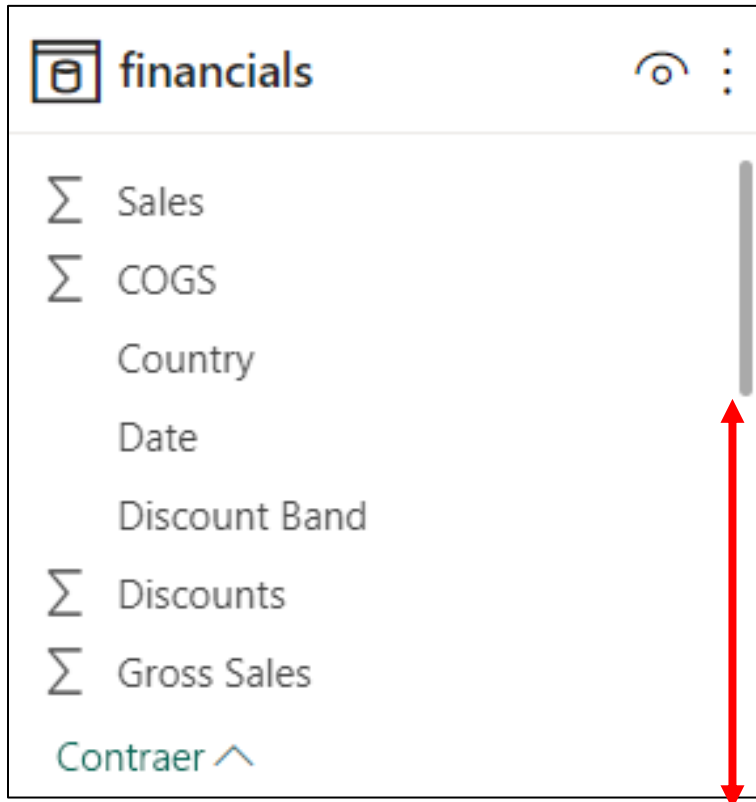 financials
Sales
COGS
Country
Date
Discount Band
Discounts
Gross Sales
Contraer